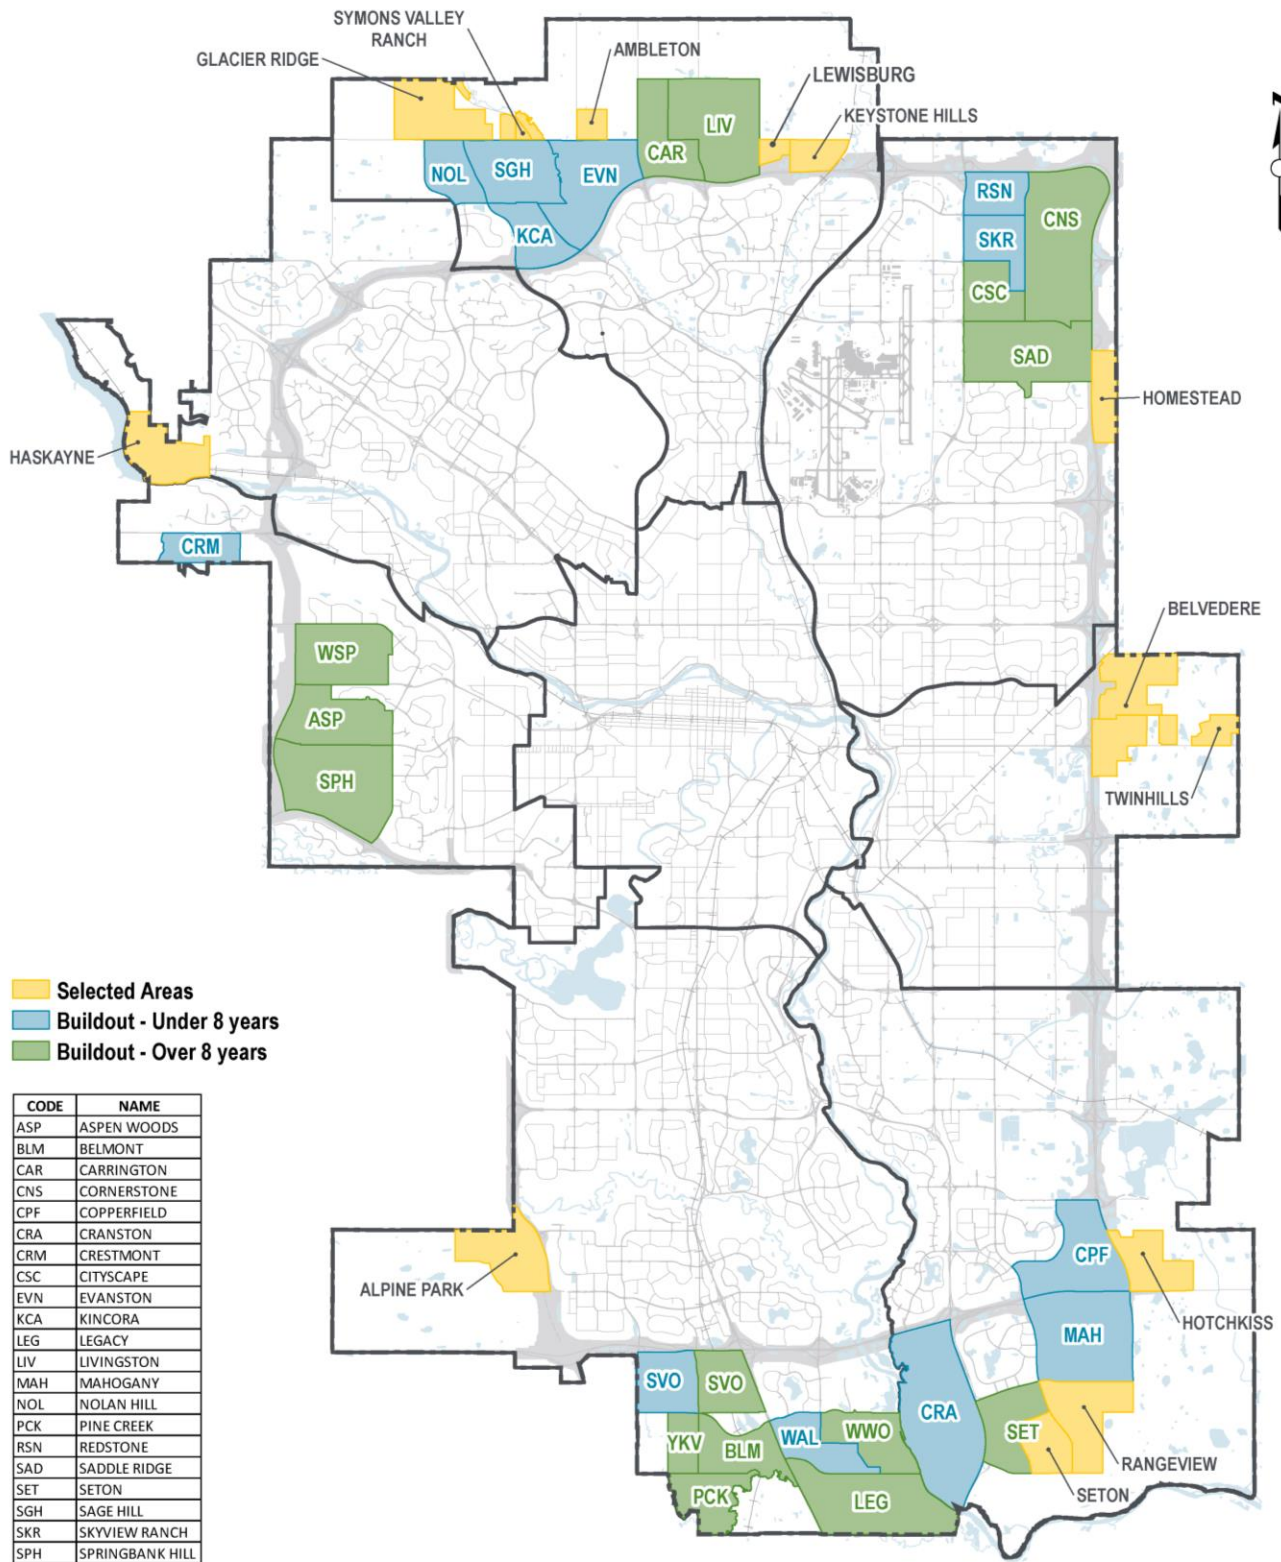 SYMONS VALLEY
RANCH
GLACIER RIDGE
AMBLETON
LEWISBURG
KEYSTONE HILLS
LIV
CAR
NOL
SGH
EVN
KCA
RSN
CNS
SKR
CSC
SAD
HOMESTEAD
HASKAYNE
CRM
BELVEDERE
WSP
ASP
SPH
TWINHILLS
Selected Areas
Buildout - Under 8 years
Buildout - Over 8 years
CODE NAME
ASP ASPEN WOODS
BLM BELMONT
CAR CARRINGTON
CNS CORNERSTONE
CPF COPPERFIELD
CRA CRANSTON
CRM CRESTMONT
CSC CITYSCAPE
EVN EVANSTON
KCA KINCORA
LEG LEGACY
LIV LIVINGSTON
MAH MAHOGANY
NOL NOLAN HILL
PCK PINE CREEK
RSN REDSTONE
SAD SADDLE RIDGE
SET SETON
SGH SAGE HILL
SKR SKYVIEW RANCH
SPH SPRINGBANK HILL
ALPINE PARK
CPF
HOTCHKISS
MAH
SVO
SVO
CRA
YKV
BLM
WAL
WWO
SET
RANGEVIEW
SETON
PCK
LEG